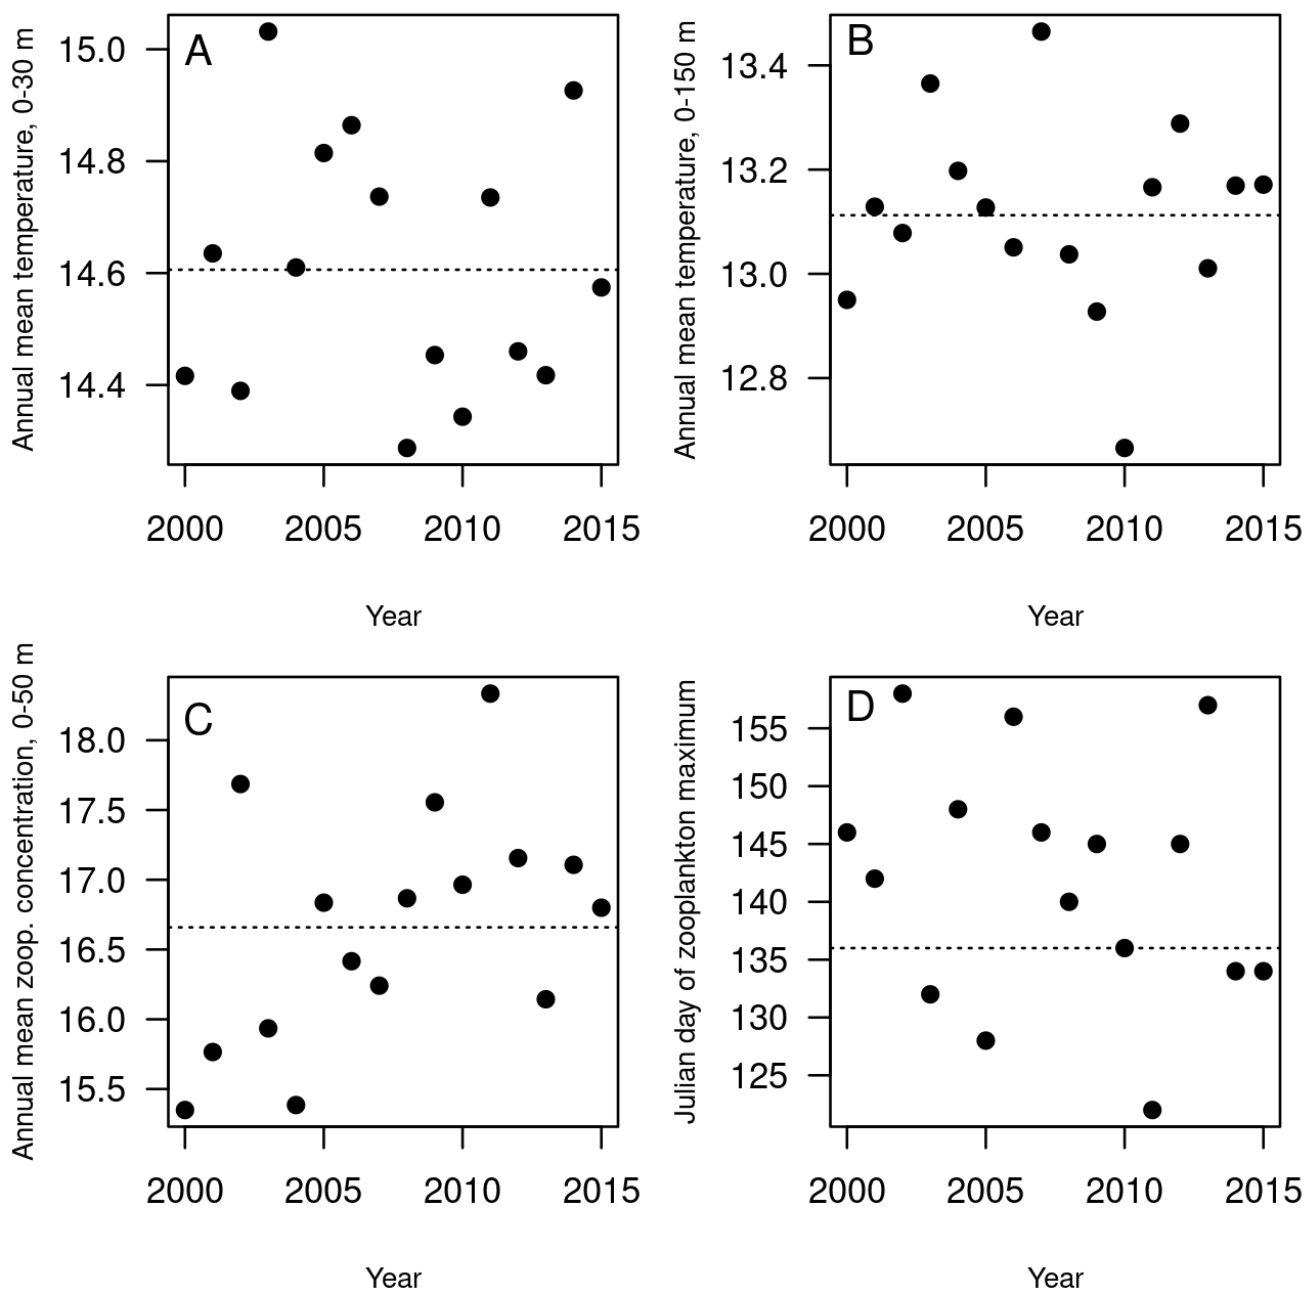 A
Annual mean temperature, 0-30 m
15.0
14.8
14.6
14.4
2000 2005 2010 2015
Year
B
Annual mean temperature, 0-150 m
13.4
13.2
13.0
12.8
2000 2005 2010 2015
Year
C
Annual mean zoop. concentration, 0-50 m
18.0
17.5
17.0
16.5
16.0
15.5
2000 2005 2010 2015
Year
D
Julian day of zooplankton maximum
155
150
145
140
135
130
125
2000 2005 2010 2015
Year